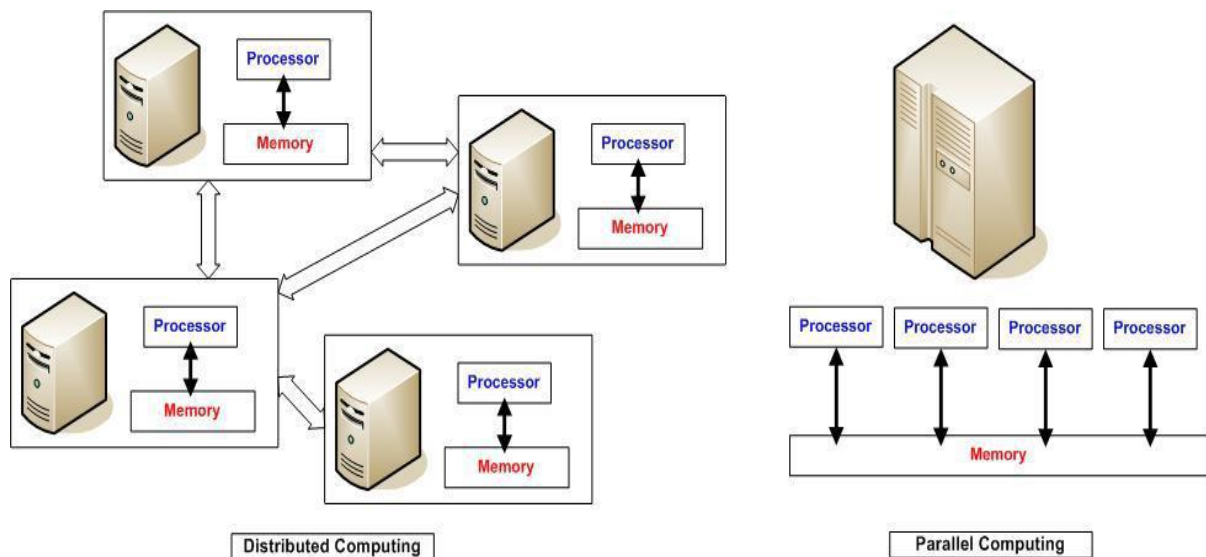 Processor
Memory
Processor
Memory
Processor
Memory
Processor
Memory
Distributed Computing
Processor
Processor
Processor
Processor
Memory
Parallel Computing